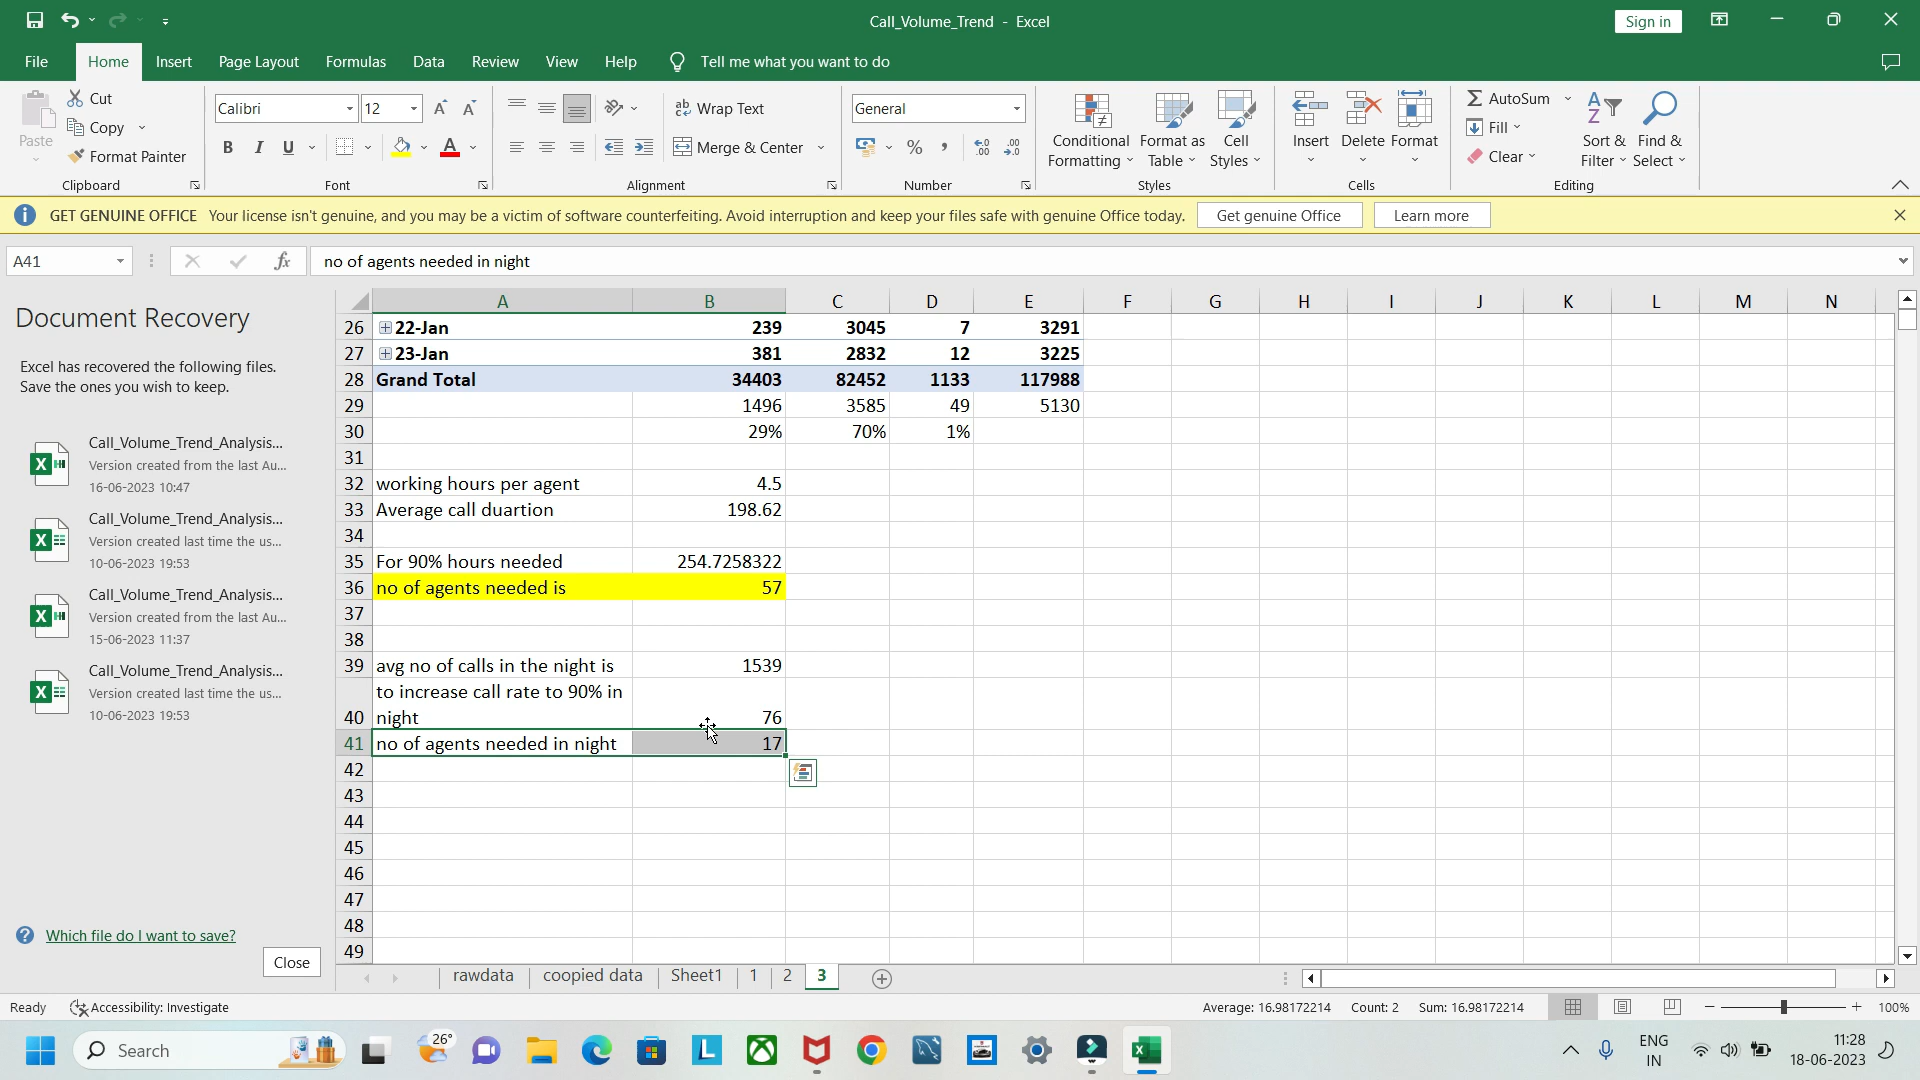 Call_Volume_Trend - Excel
Sign in
File Home Insert Page Layout Formulas Data Review View Help Tell me what you want to do
Paste
Cut
Copy
Format Painter
Clipboard
Calibri 12
B I U
Font
Wrap Text
Merge & Center
Alignment
General
Number
Conditional Formatting
Format as Table
Cell Styles
Styles
Insert Delete Format
Cells
AutoSum
Fill
Clear
Sort & Filter
Find & Select
Editing
GET GENUINE OFFICE Your license isn't genuine, and you may be a victim of software counterfeiting. Avoid interruption and keep your files safe with genuine Office today. Get genuine Office Learn more
A41 fx no of agents needed in night
Document Recovery
Excel has recovered the following files.
Save the ones you wish to keep.
Call_Volume_Trend_Analysis...
Version created from the last Au...
16-06-2023 10:47
Call_Volume_Trend_Analysis...
Version created last time the us...
10-06-2023 19:53
Call_Volume_Trend_Analysis...
Version created from the last Au...
15-06-2023 11:37
Call_Volume_Trend_Analysis...
Version created last time the us...
10-06-2023 19:53
Which file do I want to save?
Close
A B C D E F G H I J K L M N
26 22-Jan 239 3045 7 3291
27 23-Jan 381 2832 12 3225
28 Grand Total 34403 82452 1133 117988
29 1496 3585 49 5130
30 29% 70% 1%
31
32 working hours per agent 4.5
33 Average call duartion 198.62
34
35 For 90% hours needed 254.7258322
36 no of agents needed is 57
37
38
39 avg no of calls in the night is 1539
to increase call rate to 90% in
40 night 76
41 no of agents needed in night 17
42
43
44
45
46
47
48
49
rawdata coopied data Sheet1 1 2 3
Ready Accessibility: Investigate Average: 16.98172214 Count: 2 Sum: 16.98172214 100%
Search
26°
ENG
IN
11:28
18-06-2023